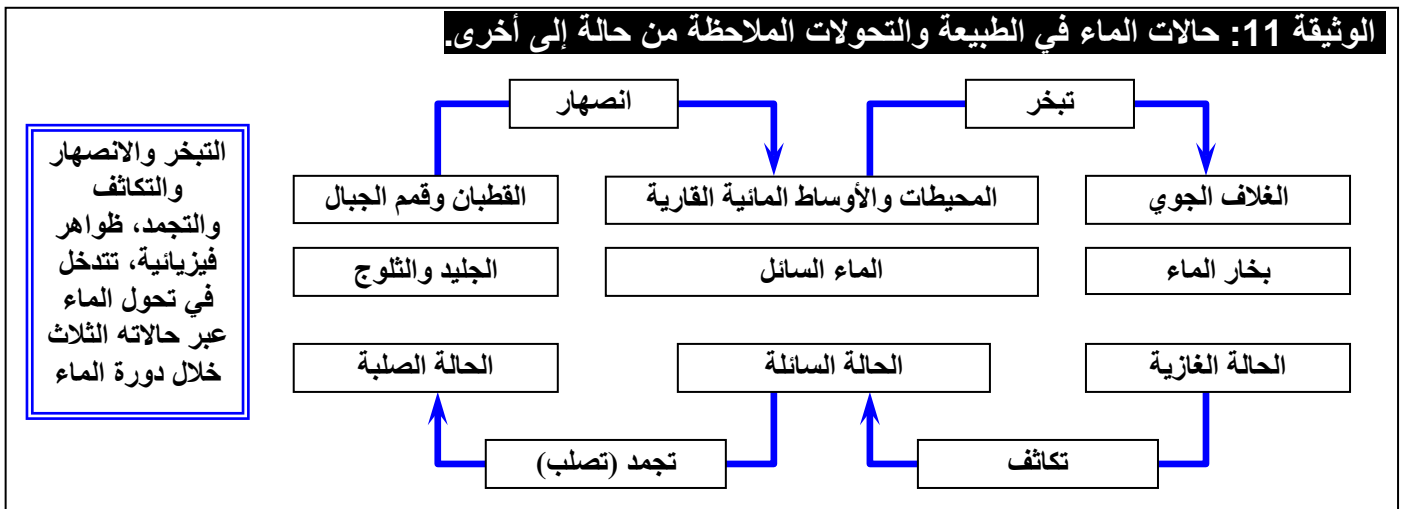 الوثيقة 11: حالات الماء في الطبيعة والتحولات الملاحظة من حالة إلى أخرى.
تبخر
انصهار
الغلاف الجوي
المحيطات والأوساط المائية القارية
القطبان وقمم الجبال
بخار الماء
الماء السائل
الجليد والثلوج
الحالة الغازية
الحالة السائلة
الحالة الصلبة
تكاثف
تجمد (تصلب)
التبخر والانصهار
والتكاثف
والتجمد، ظواهر
فيزيائية، تتدخل
في تحول الماء
عبر حالاته الثلاث
خلال دورة الماء